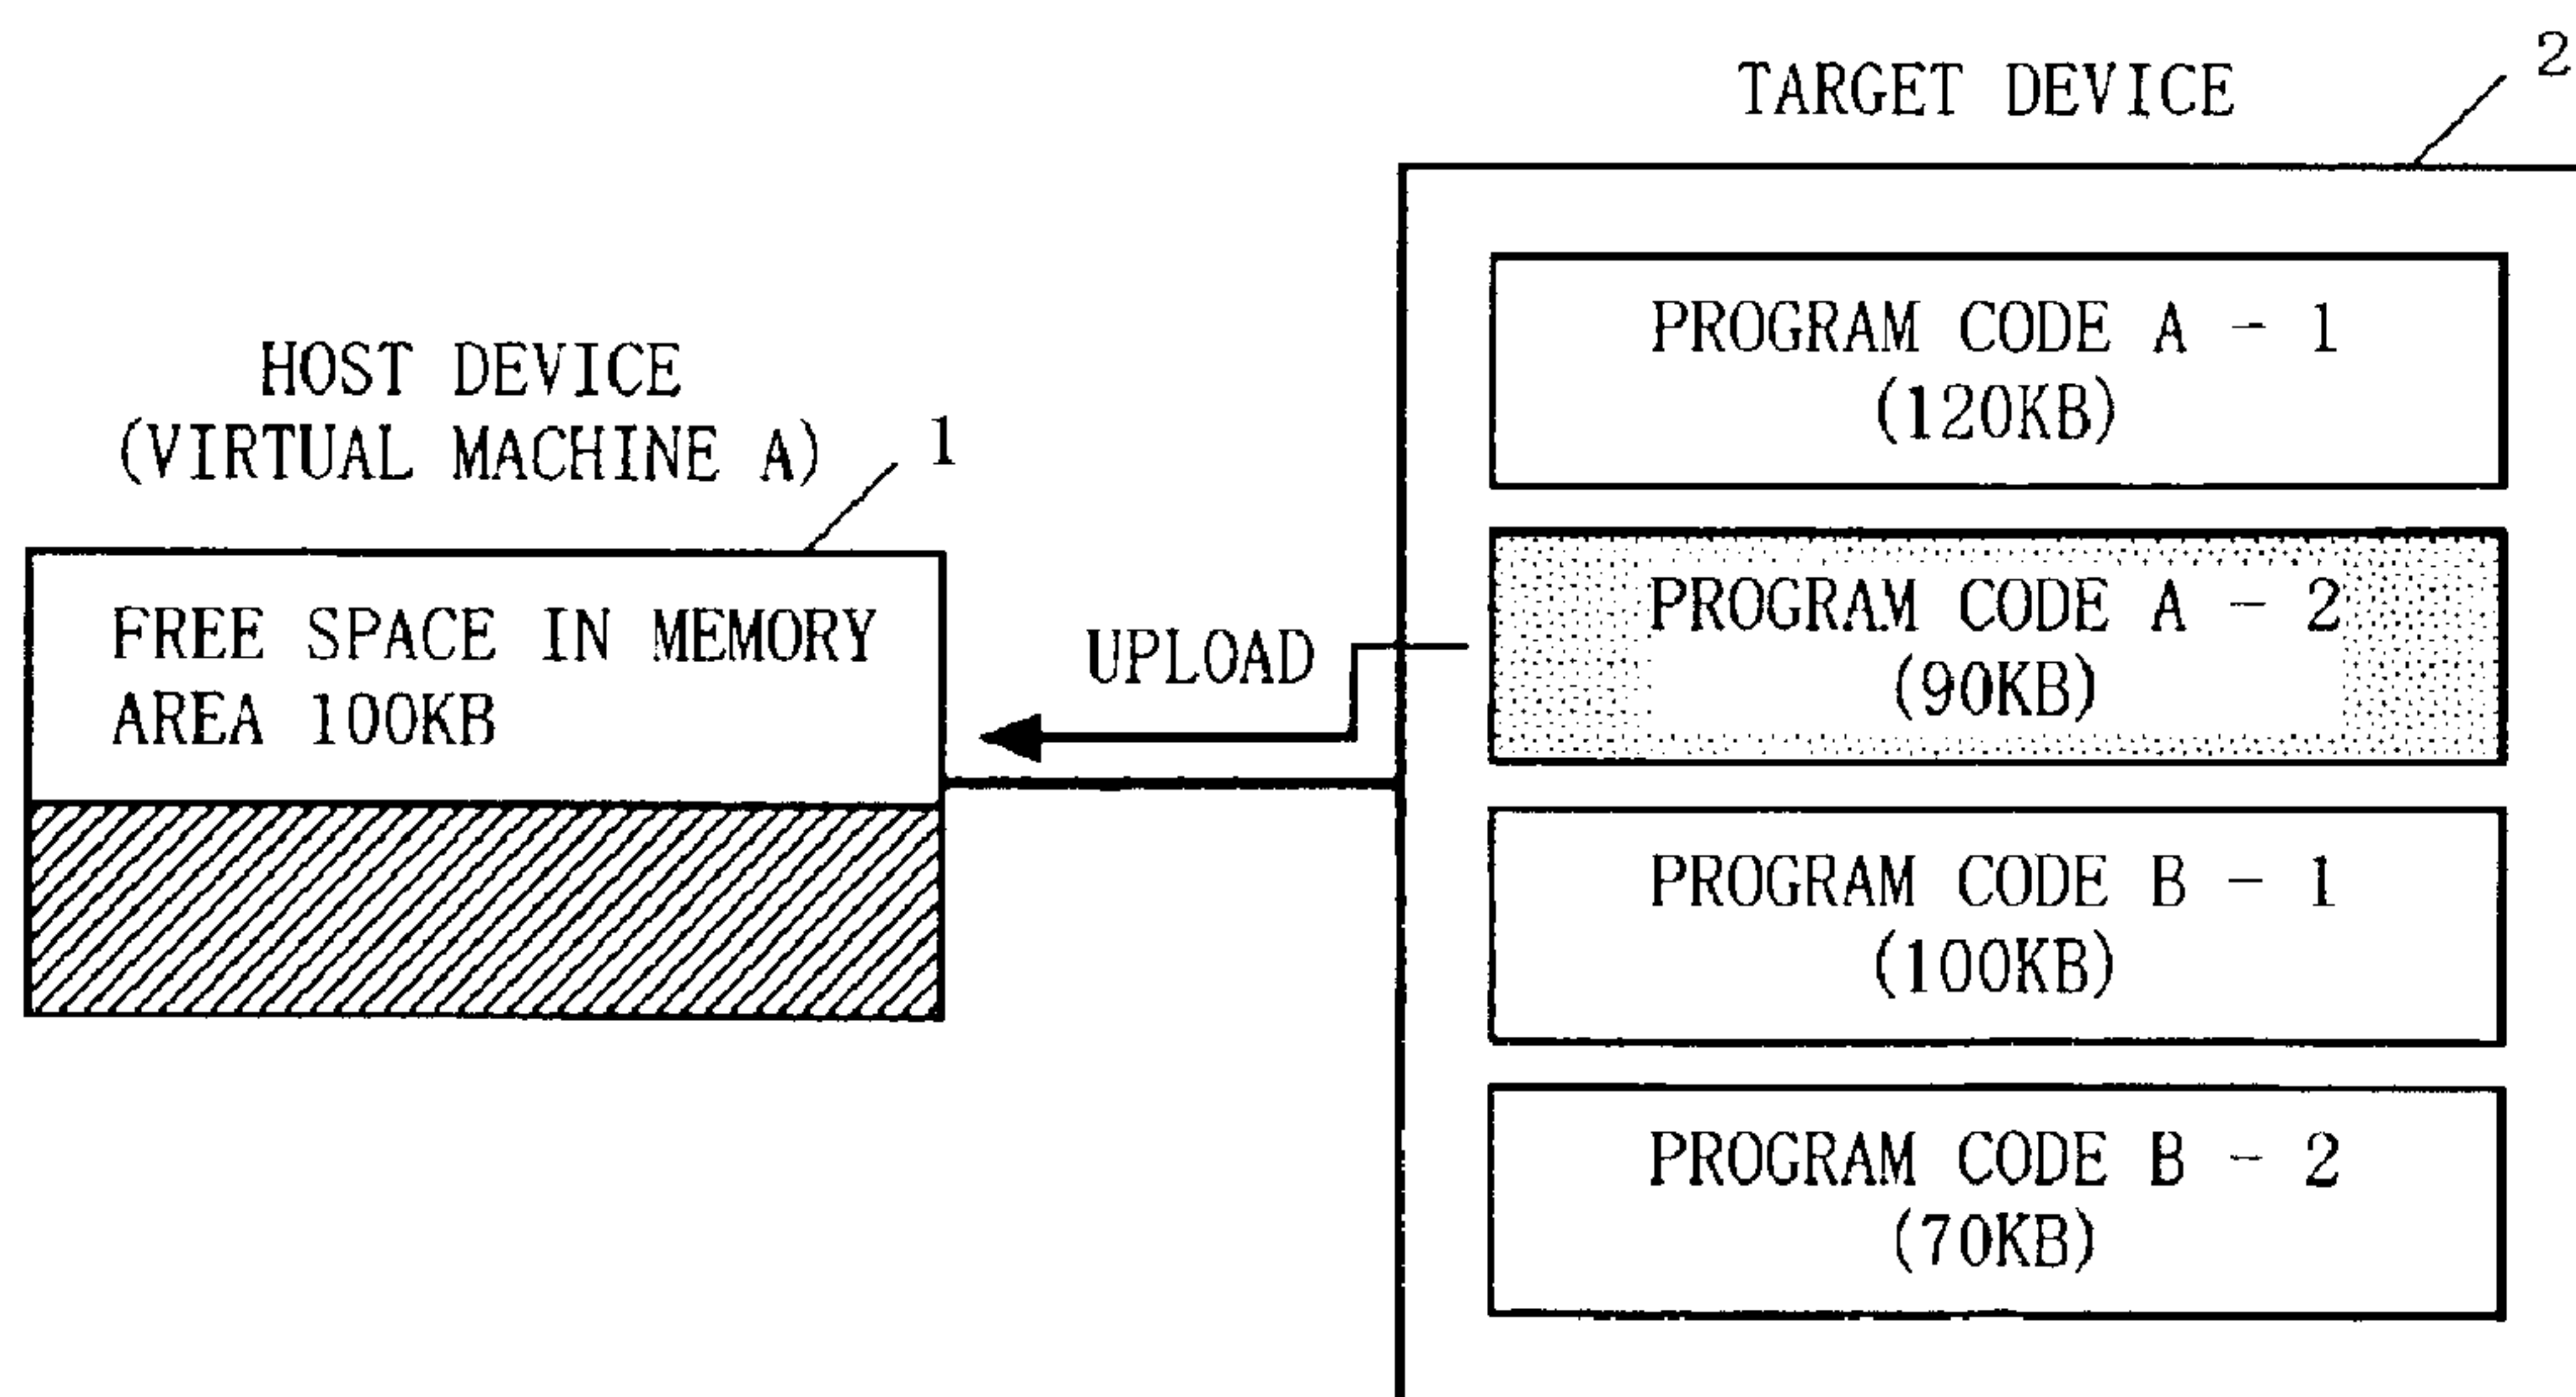 2
TARGET DEVICE
HOST DEVICE
(VIRTUAL MACHINE A)
1
FREE SPACE IN MEMORY
AREA 100KB
UPLOAD
PROGRAM CODE A - 1
(120KB)
PROGRAM CODE A - 2
(90KB)
PROGRAM CODE B - 1
(100KB)
PROGRAM CODE B - 2
(70KB)